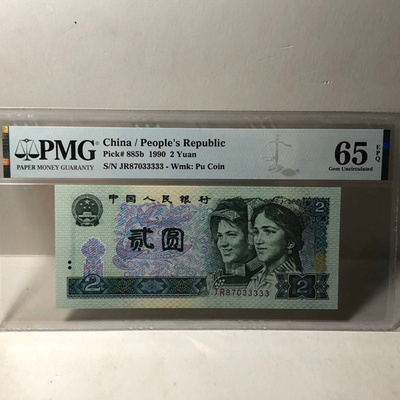 PMG
PAPER MONEY GUARANTY
China / People's Republic
Pick# 885b 1990 2 Yuan
S/N JR87033333 - Wmk: Pu Coin
65 EPQ
Gem Uncirculated
中国人民银行
2
贰圆
JR87033333
2
2